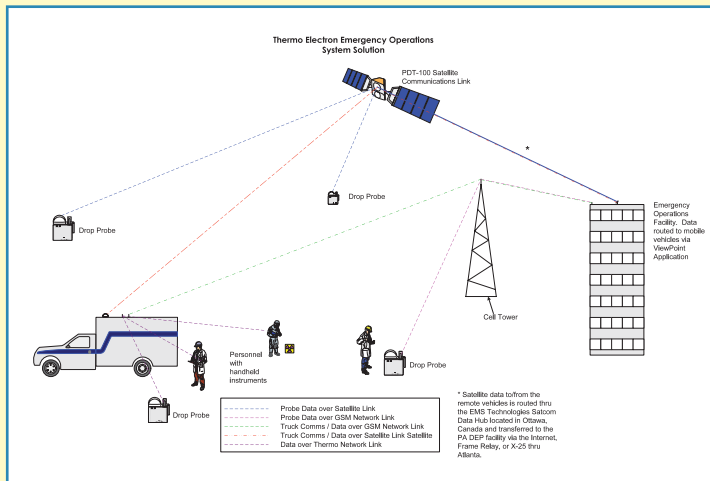 Thermo Electron Emergency Operations
System Solution
PDT-100 Satellite
Communications Link
*
Drop Probe
Drop Probe
Emergency
Operations
Facility. Data
routed to mobile
vehicles via
ViewPoint
Application
Cell Tower
Personnel
with
handheld
instruments
Drop Probe
Drop Probe
Probe Data over Satellite Link
Probe Data over GSM Network Link
Truck Comms / Data over GSM Network Link
Truck Comms / Data over Satellite Link Satellite
Data over Thermo Network Link
* Satellite data to/from the
remote vehicles is routed thru
the EMS Technologies Satcom
Data Hub located in Ottawa,
Canada and transferred to the
PA DEP facility via the Internet,
Frame Relay, or X-25 thru
Atlanta.